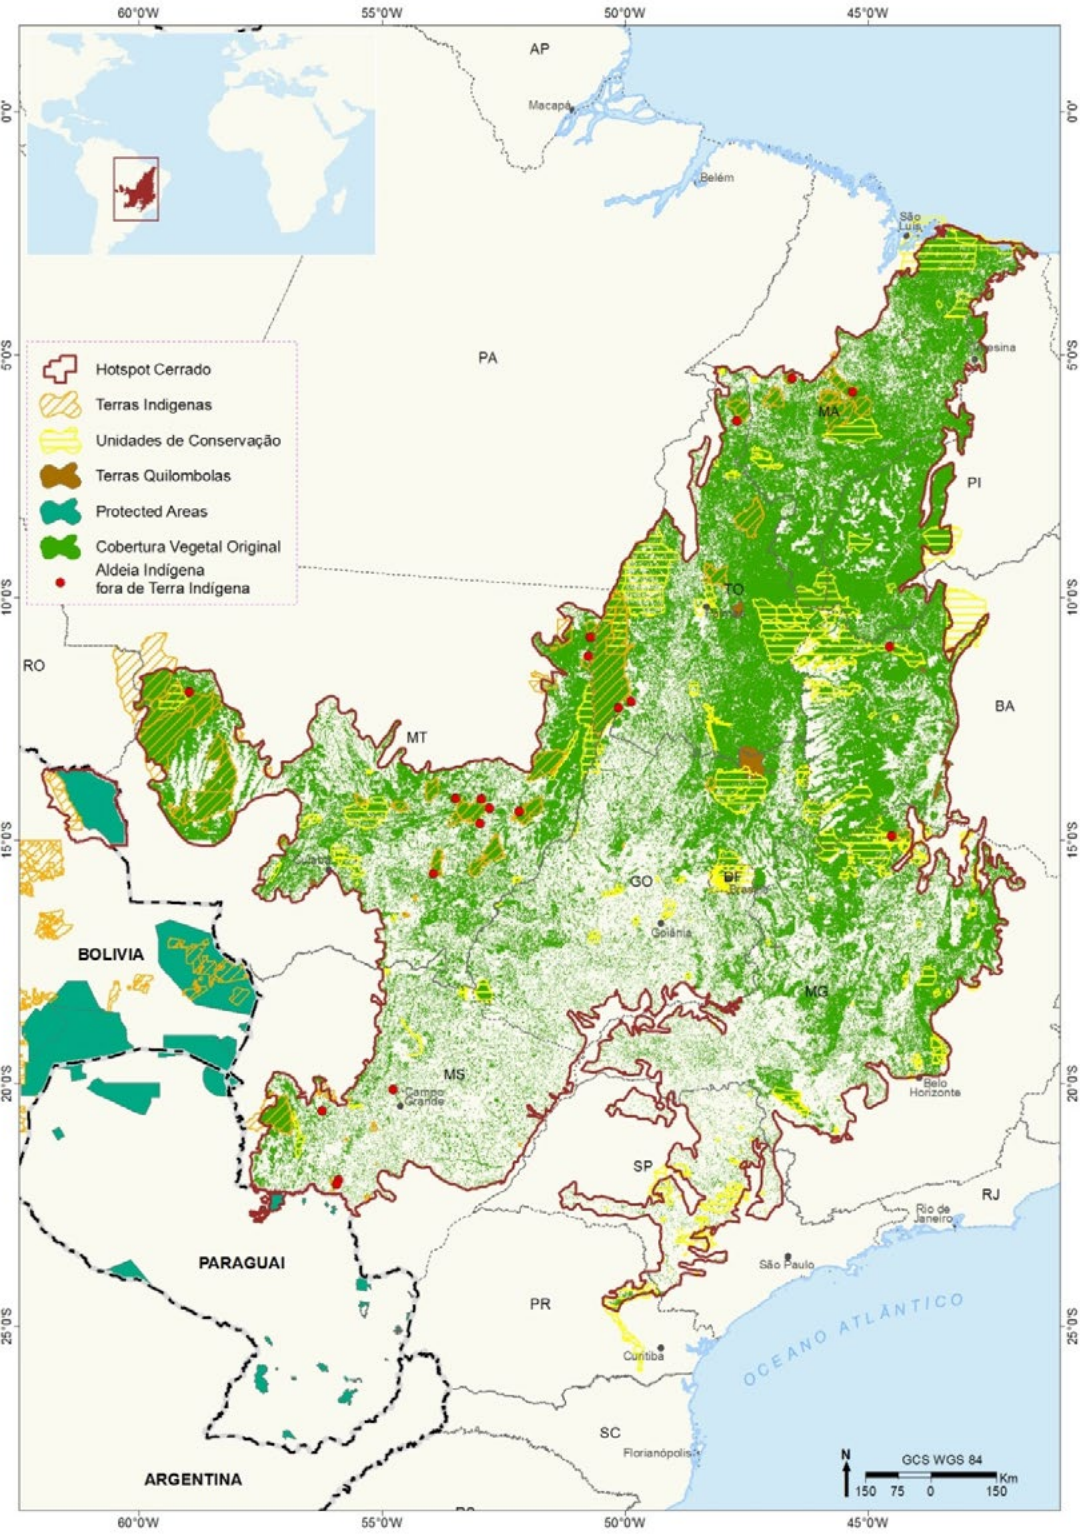 60°0'W 55°0'W 50°0'W 45°0'W
AP
Macapá
0°0' 0°0'
Belém
São
Luís
PA
5°0'S 5°0'S
Hotspot Cerrado
Terras Indigenas
Unidades de Conservação
Terras Quilombolas
Protected Areas
Cobertura Vegetal Original
Aldeia Indígena
fora de Terra Indígena
MA
PI
TO
10°0'S 10°0'S
RO
MT
BA
15°0'S 15°0'S
GO
DF
Goiânia
BOLIVIA
MG
MS
Campo
Grande
20°0'S 20°0'S
Belo
Horizonte
SP
RJ
Rio de
Janeiro
PARAGUAI
São Paulo
PR
OCEANO ATLÂNTICO
25°0'S 25°0'S
Curitiba
SC
Florianópolis
ARGENTINA
N
GCS WGS 84
Km
150 75 0 150
60°0'W 55°0'W 50°0'W 45°0'W